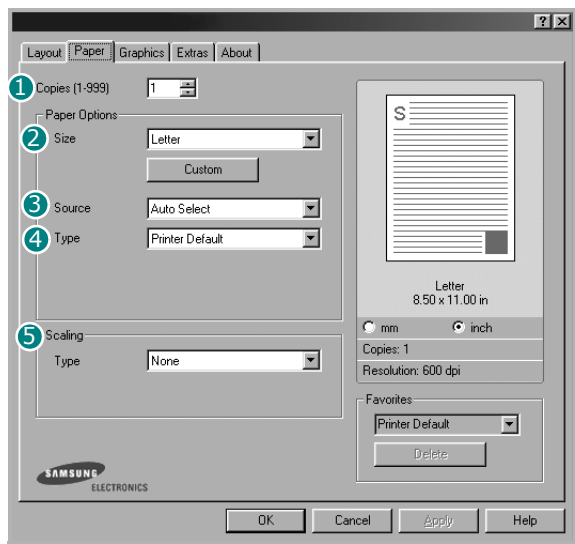 ? X
Layout Paper Graphics Extras About
1 Copies (1-999) 1
Paper Options
2 Size Letter
Custom
3 Source Auto Select
4 Type Printer Default
5 Scaling
Type None
SAMSUNG
ELECTRONICS
S
Letter
8.50 x 11.00 in
mm inch
Copies: 1
Resolution: 600 dpi
Favorites
Printer Default
Delete
OK Cancel Apply Help